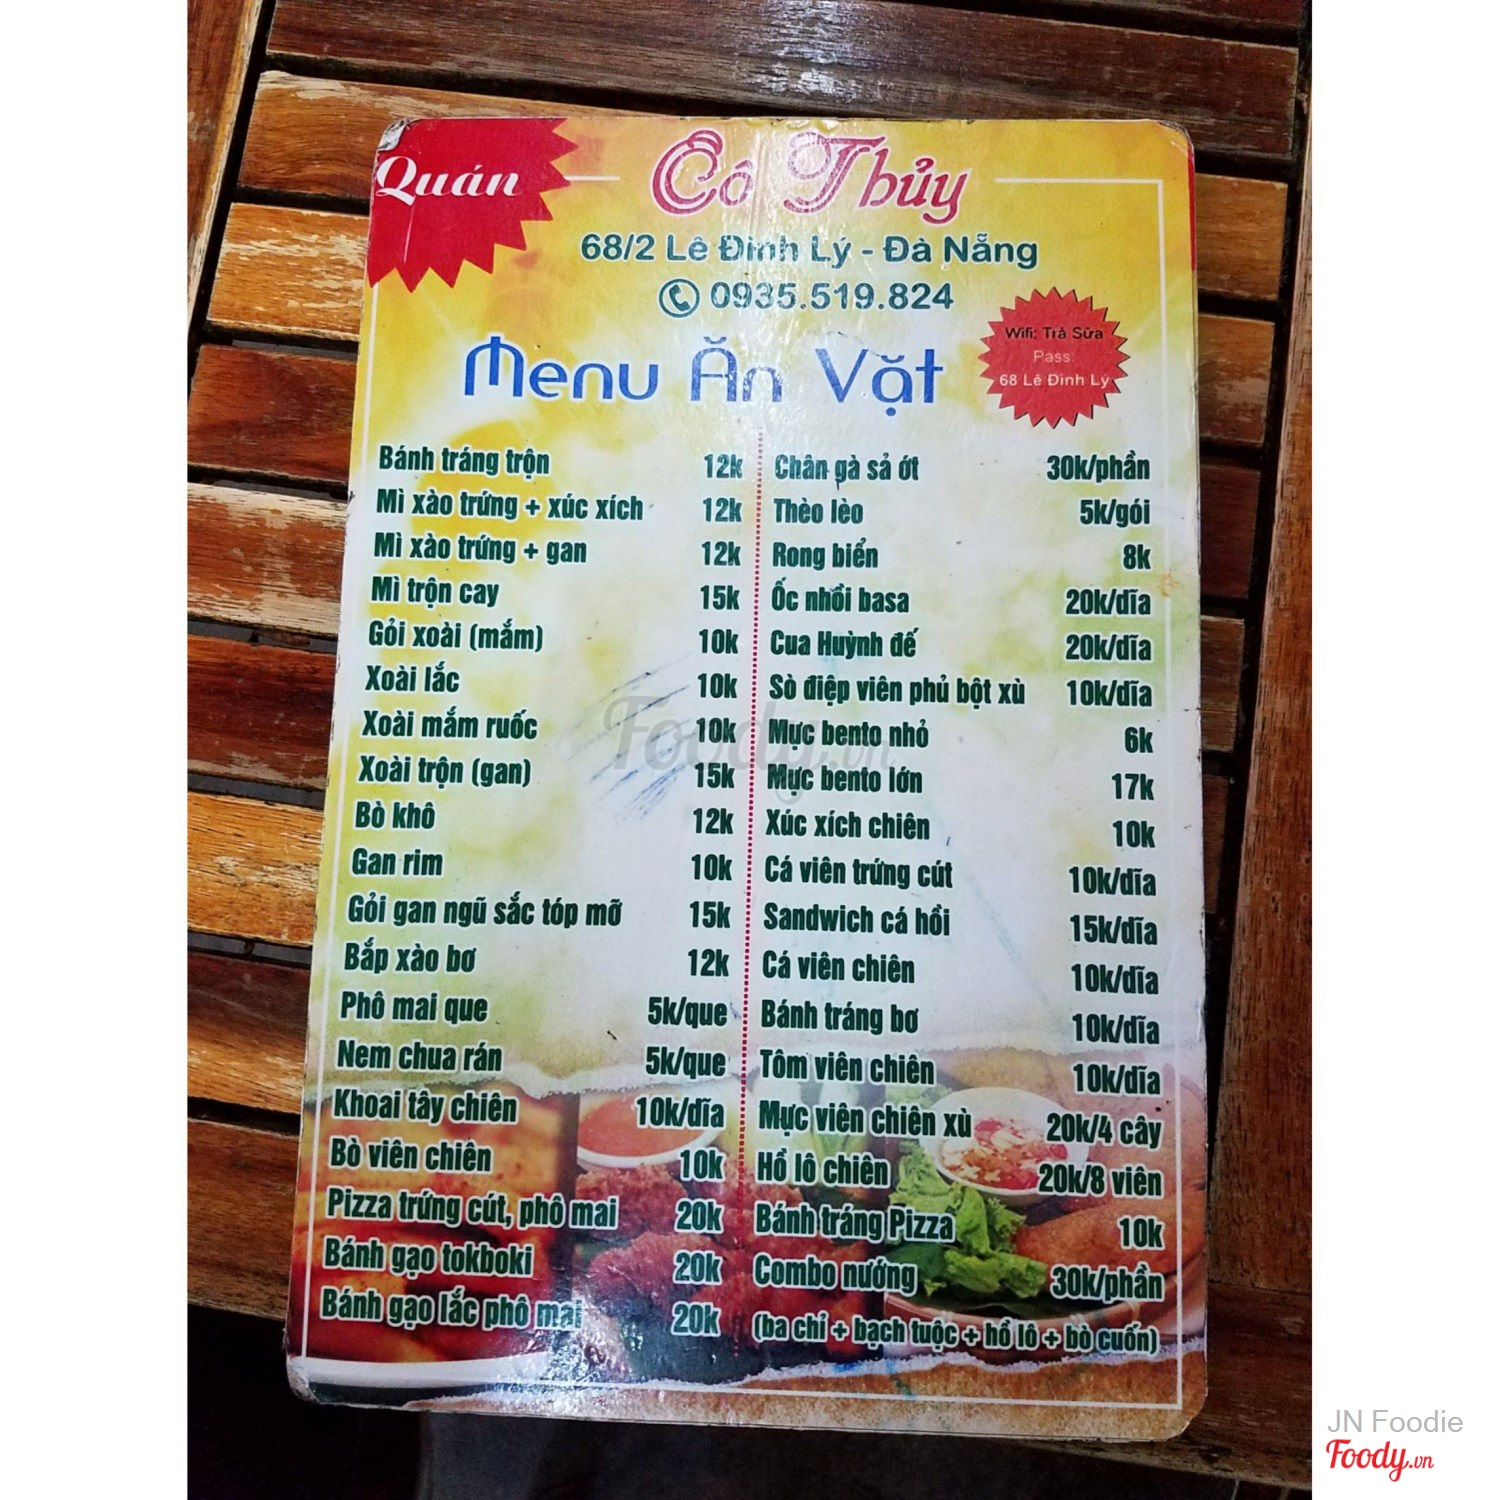 Quán
Cô Thủy
68/2 Lê Đình Lý - Đà Nẵng
0935.519.824
Wifi: Trà Sữa
Pass:
68 Lê Đình Lý
Menu Ăn Vặt
Bánh tráng trộn 12k
Mì xào trứng + xúc xích 12k
Mì xào trứng + gan 12k
Mì trộn cay 15k
Gỏi xoài (mắm) 10k
Xoài lắc 10k
Xoài mắm ruốc 10k
Xoài trộn (gan) 15k
Bò khô 12k
Gan rim 10k
Gỏi gan ngũ sắc tóp mỡ 15k
Bắp xào bơ 12k
Phô mai que 5k/que
Nem chua rán 5k/que
Khoai tây chiên 10k/dĩa
Bò viên chiên 10k
Pizza trứng cút, phô mai 20k
Bánh gạo tokboki 20k
Bánh gạo lắc phô mai 20k
Chân gà sả ớt 30k/phần
Thèo lèo 5k/gói
Rong biển 8k
Ốc nhồi basa 20k/dĩa
Cua Huỳnh đế 20k/dĩa
Sò điệp viên phủ bột xù 10k/dĩa
Mực bento nhỏ 6k
Mực bento lớn 17k
Xúc xích chiên 10k
Cá viên trứng cút 10k/dĩa
Sandwich cá hồi 15k/dĩa
Cá viên chiên 10k/dĩa
Bánh tráng bơ 10k/dĩa
Tôm viên chiên 10k/dĩa
Mực viên chiên xù 20k/4 cây
Hồ lô chiên 20k/8 viên
Bánh tráng Pizza 10k
Combo nướng 30k/phần
(ba chỉ + bạch tuộc + hồ lô + bò cuốn)
Foody.vn
JN Foodie
Foody.vn